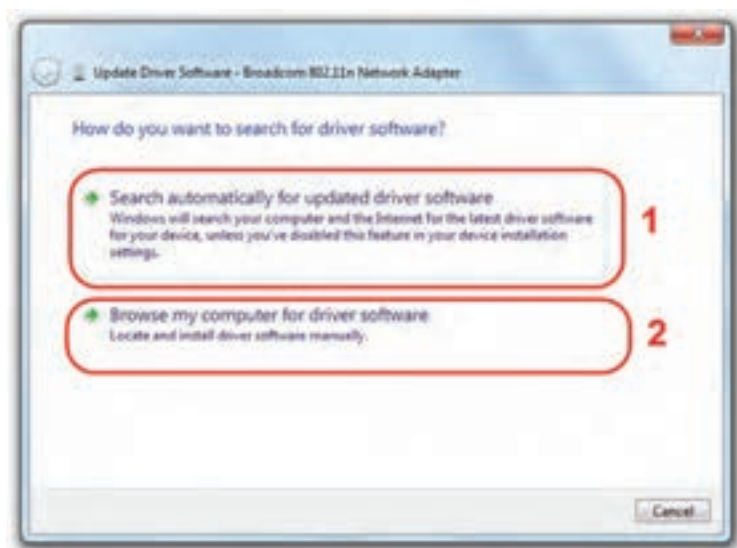 Update Driver Software - Broadcom 802.11n Network Adapter
How do you want to search for driver software?
Search automatically for updated driver software
Windows will search your computer and the Internet for the latest driver software
for your device, unless you've disabled this feature in your device installation
settings.
1
Browse my computer for driver software
Locate and install driver software manually.
2
Cancel